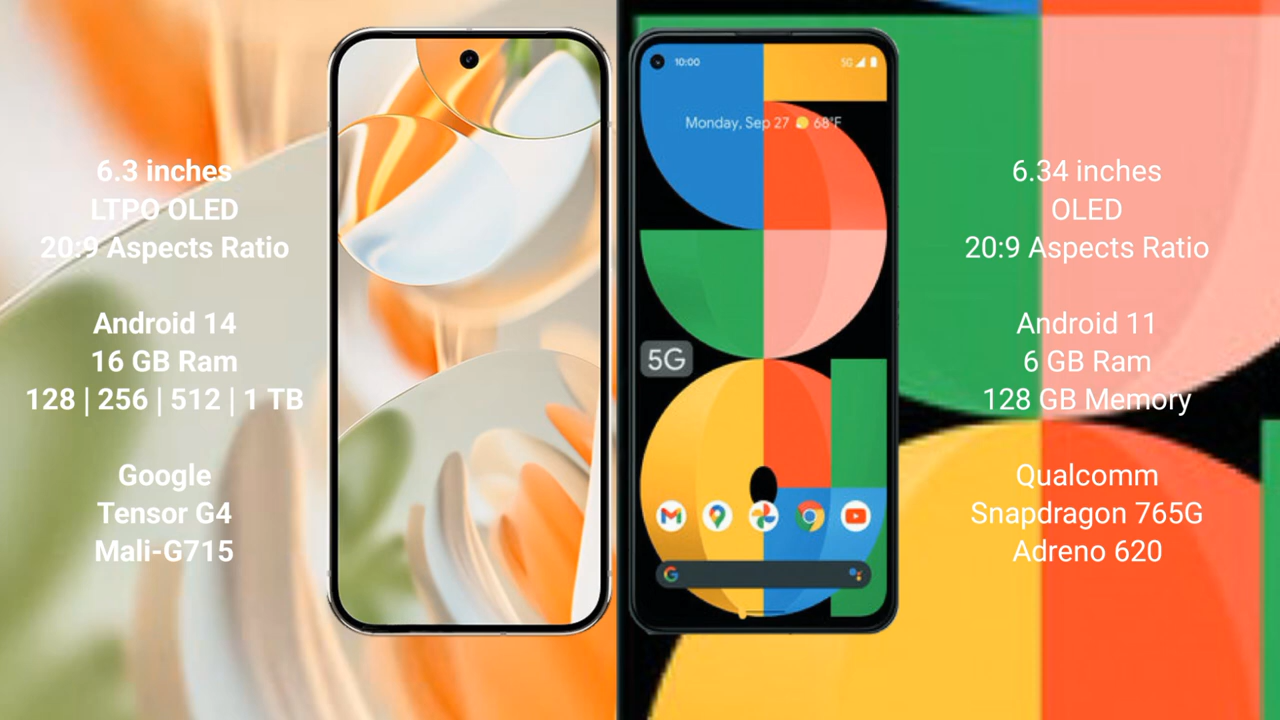 6.3 inches
LTPO OLED
20:9 Aspects Ratio
Android 14
16 GB Ram
128 | 256 | 512 | 1 TB
Google
Tensor G4
Mali-G715
10:00
5G
Monday, Sep 27 68°F
5G
6.34 inches
OLED
20:9 Aspects Ratio
Android 11
6 GB Ram
128 GB Memory
Qualcomm
Snapdragon 765G
Adreno 620